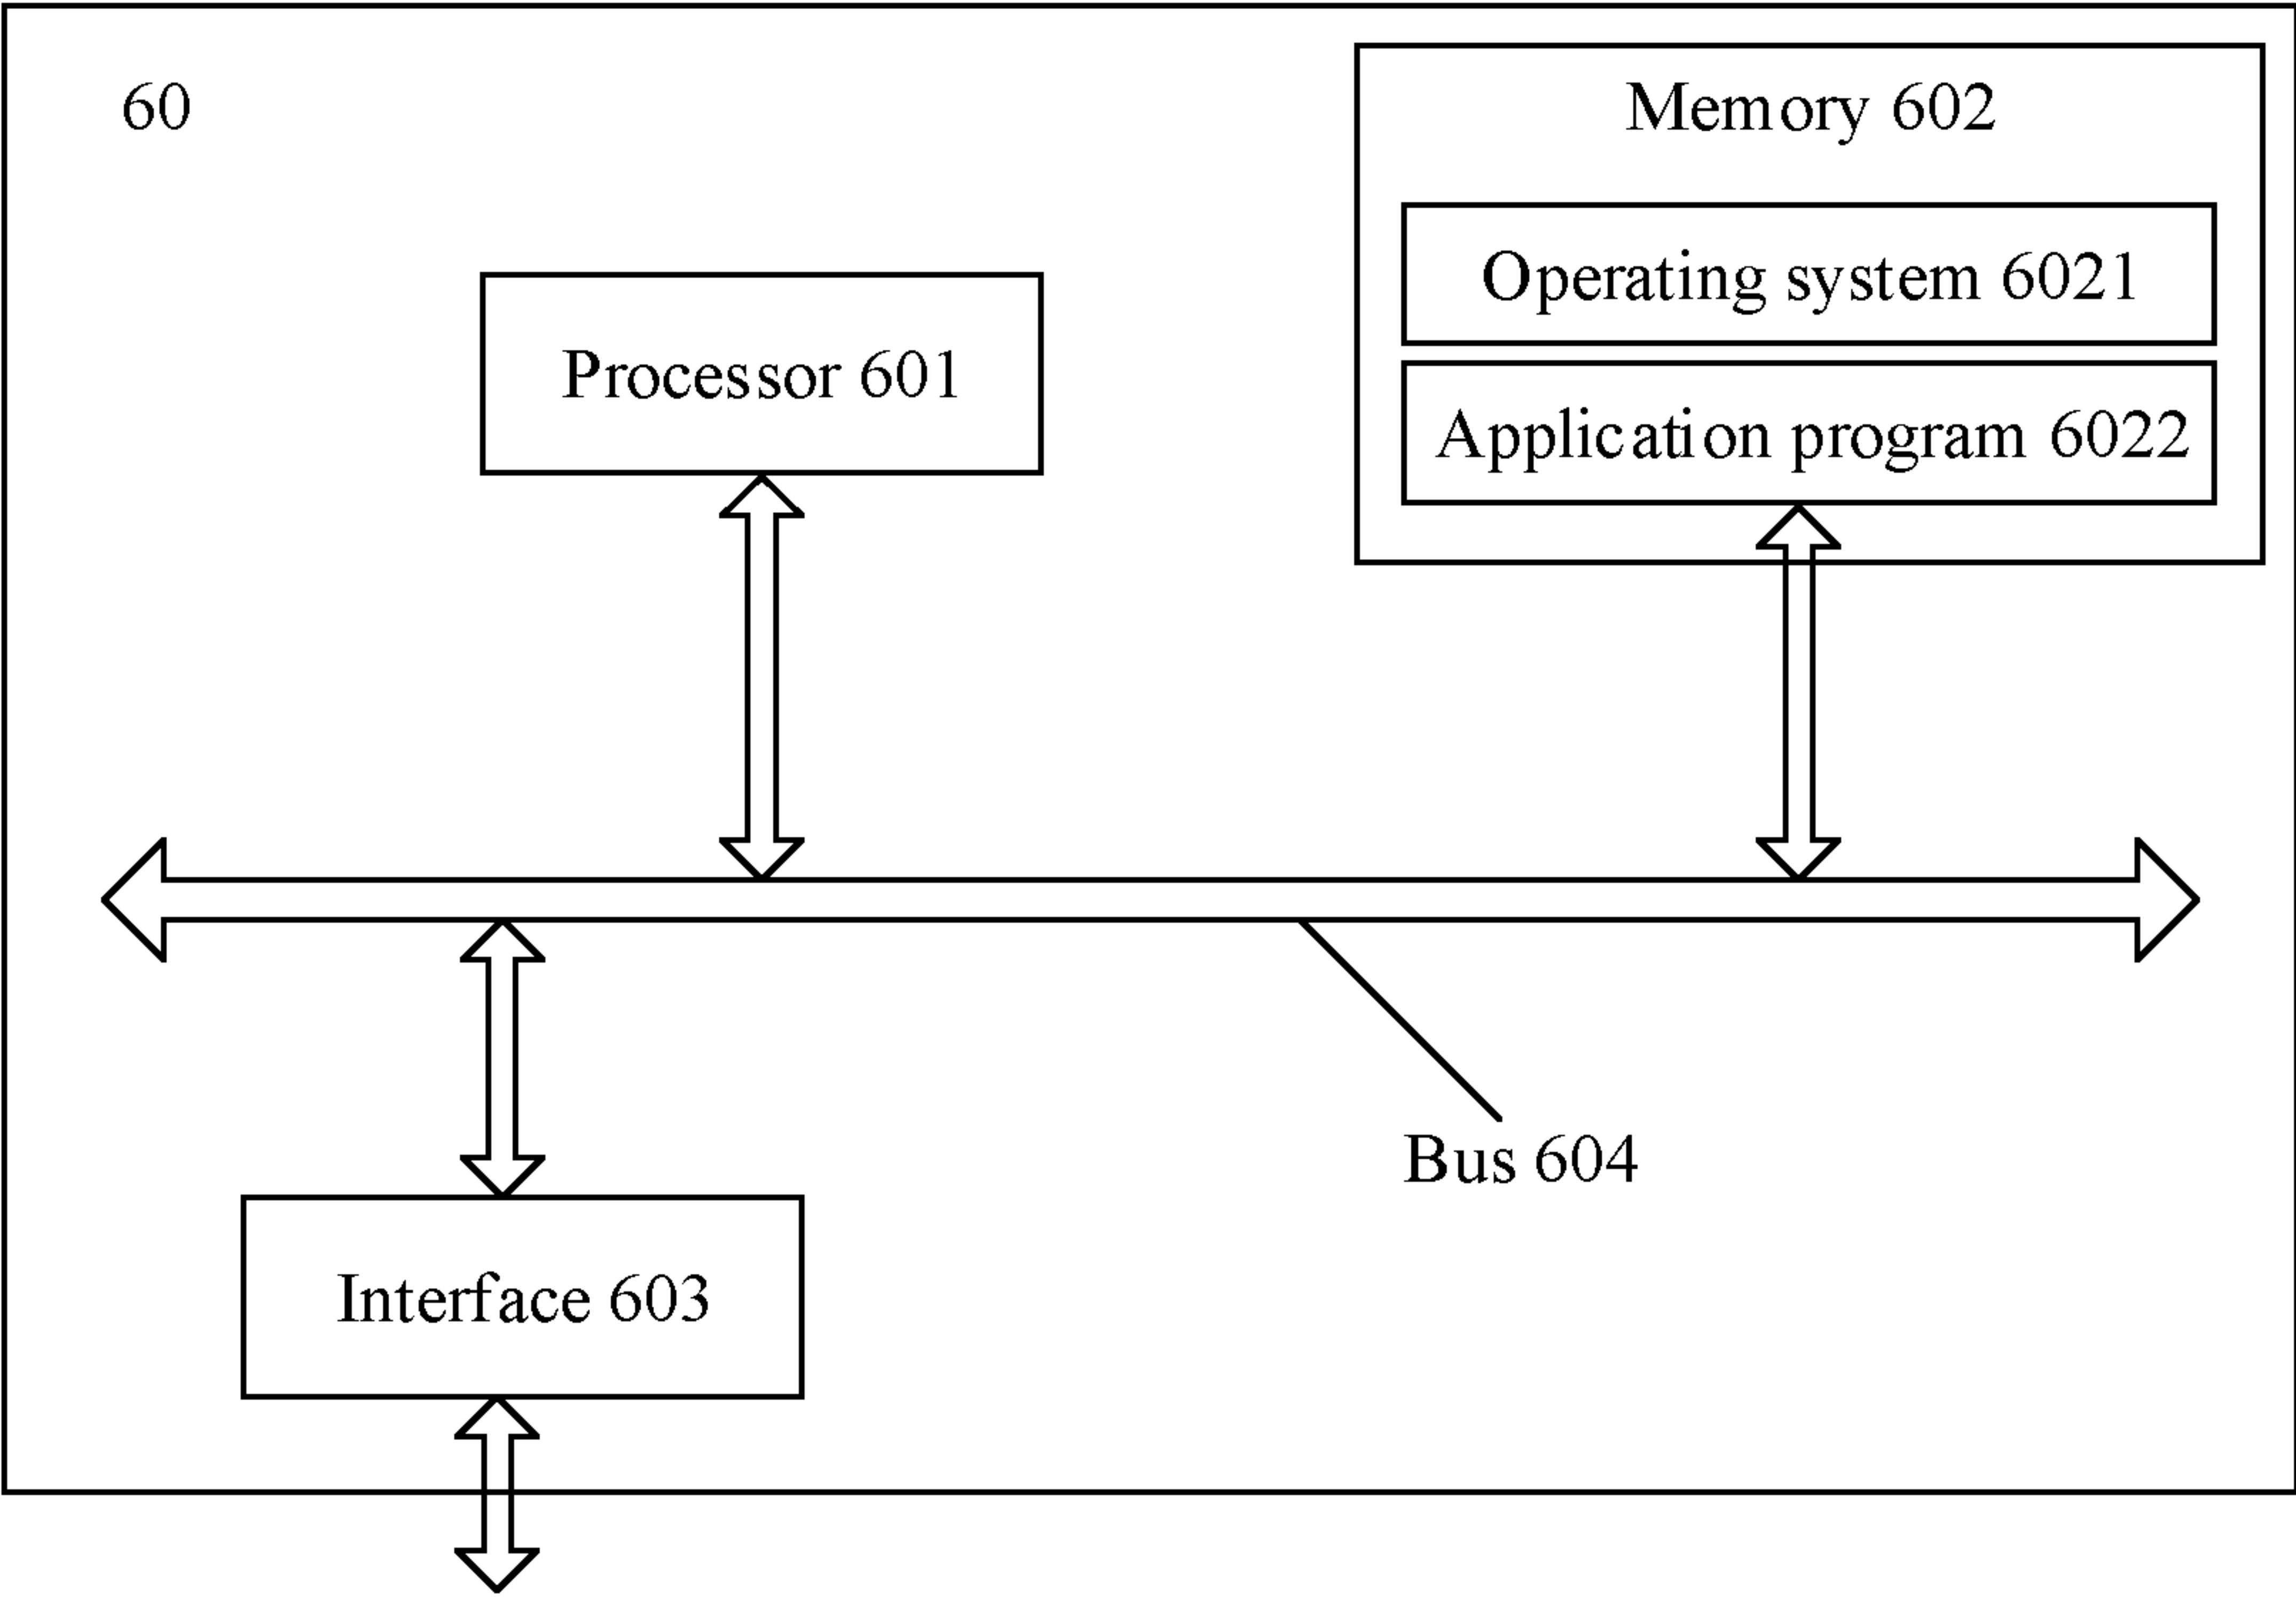 60
Memory 602
Operating system 6021
Processor 601
Application program 6022
Bus 604
Interface 603